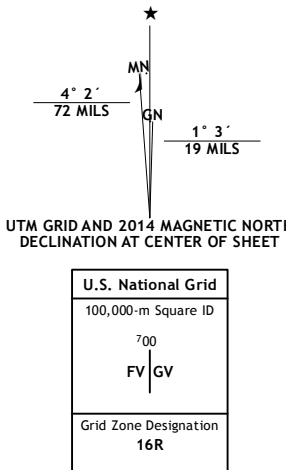 ★
MN
4° 2´
72 MILS
GN
1° 3´
19 MILS
UTM GRID AND 2014 MAGNETIC NORTH
DECLINATION AT CENTER OF SHEET
U.S. National Grid
100,000-m Square ID
⁷00
FV GV
Grid Zone Designation
16R